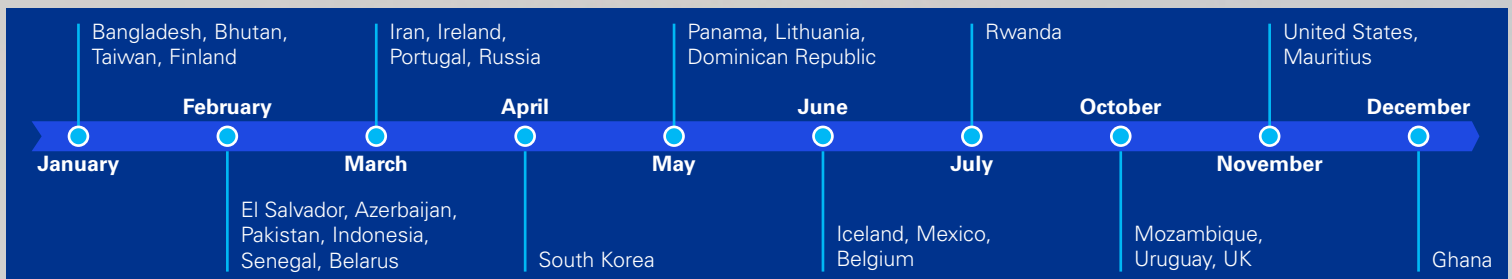 Bangladesh, Bhutan,
Taiwan, Finland
January
February
El Salvador, Azerbaijan,
Pakistan, Indonesia,
Senegal, Belarus
Iran, Ireland,
Portugal, Russia
March
April
South Korea
Panama, Lithuania,
Dominican Republic
May
June
Iceland, Mexico,
Belgium
Rwanda
July
October
Mozambique,
Uruguay, UK
United States,
Mauritius
November
December
Ghana